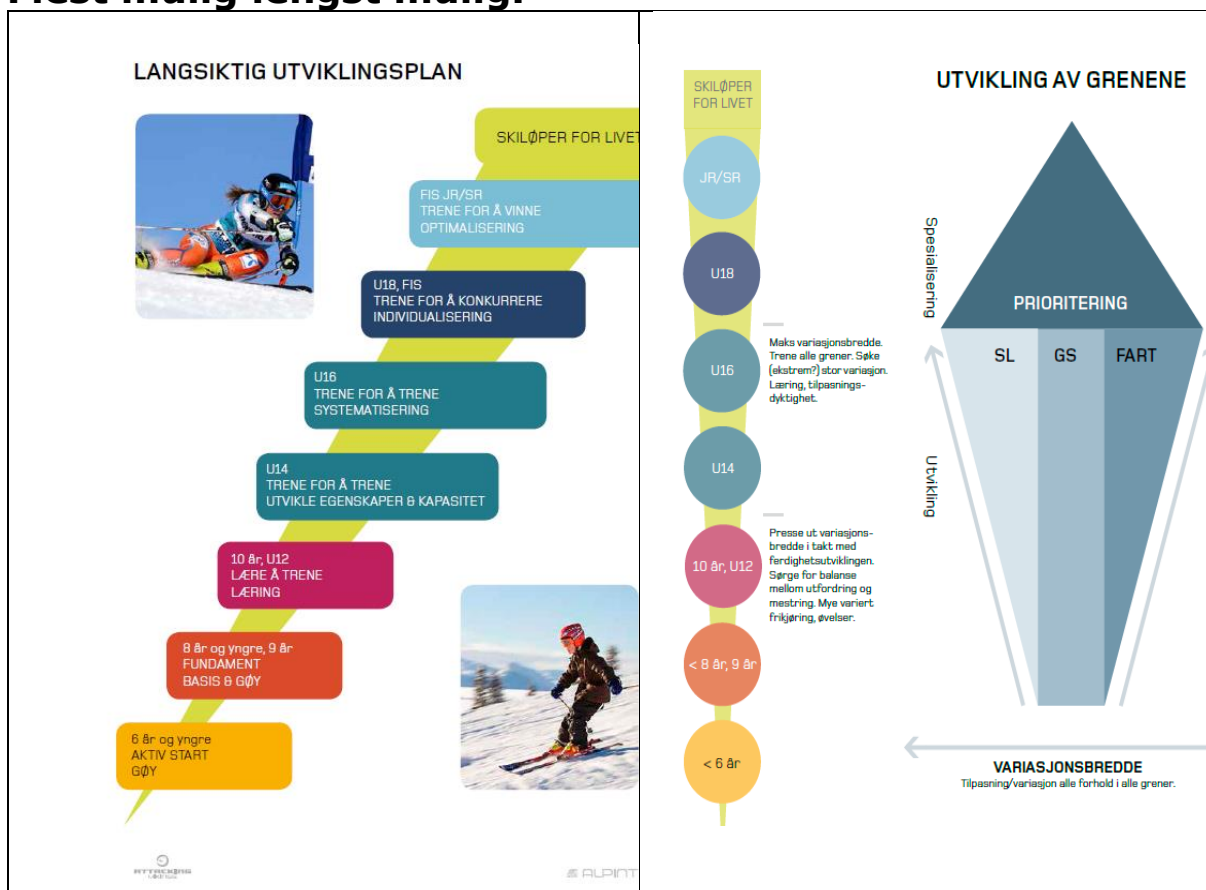 Flest mulig lengst mulig!
LANGSIKTIG UTVIKLINGSPLAN
SKILØPER FOR LIVET
FIS JR/SR
TRENE FOR Å VINNE
OPTIMALISERING
U18, FIS
TRENE FOR Å KONKURRERE
INDIVIDUALISERING
U16
TRENE FOR Å TRENE
SYSTEMATISERING
U14
TRENE FOR Å TRENE
UTVIKLE EGENSKAPER & KAPASITET
10 år, U12
LÆRE Å TRENE
LÆRING
8 år og yngre, 9 år
FUNDAMENT
BASIS & GØY
6 år og yngre
AKTIV START
GØY
ATTACKING
ALPINT
SKILØPER
FOR LIVET
JR/SR
U18
U16
U14
10 år, U12
< 8 år, 9 år
< 6 år
Maks variasjonsbredde.
Trene alle grener. Søke
(ekstrem?) stor variasjon.
Læring, tilpasnings-
dyktighet.
Presse ut variasjons-
bredde i takt med
ferdighetsutviklingen.
Sørge for balanse
mellom utfordring og
mestring. Mye variert
frikjøring, øvelser.
UTVIKLING AV GRENENE
Spesialisering
Utvikling
PRIORITERING
SL GS FART
VARIASJONSBREDDE
Tilpasning/variasjon alle forhold i alle grener.